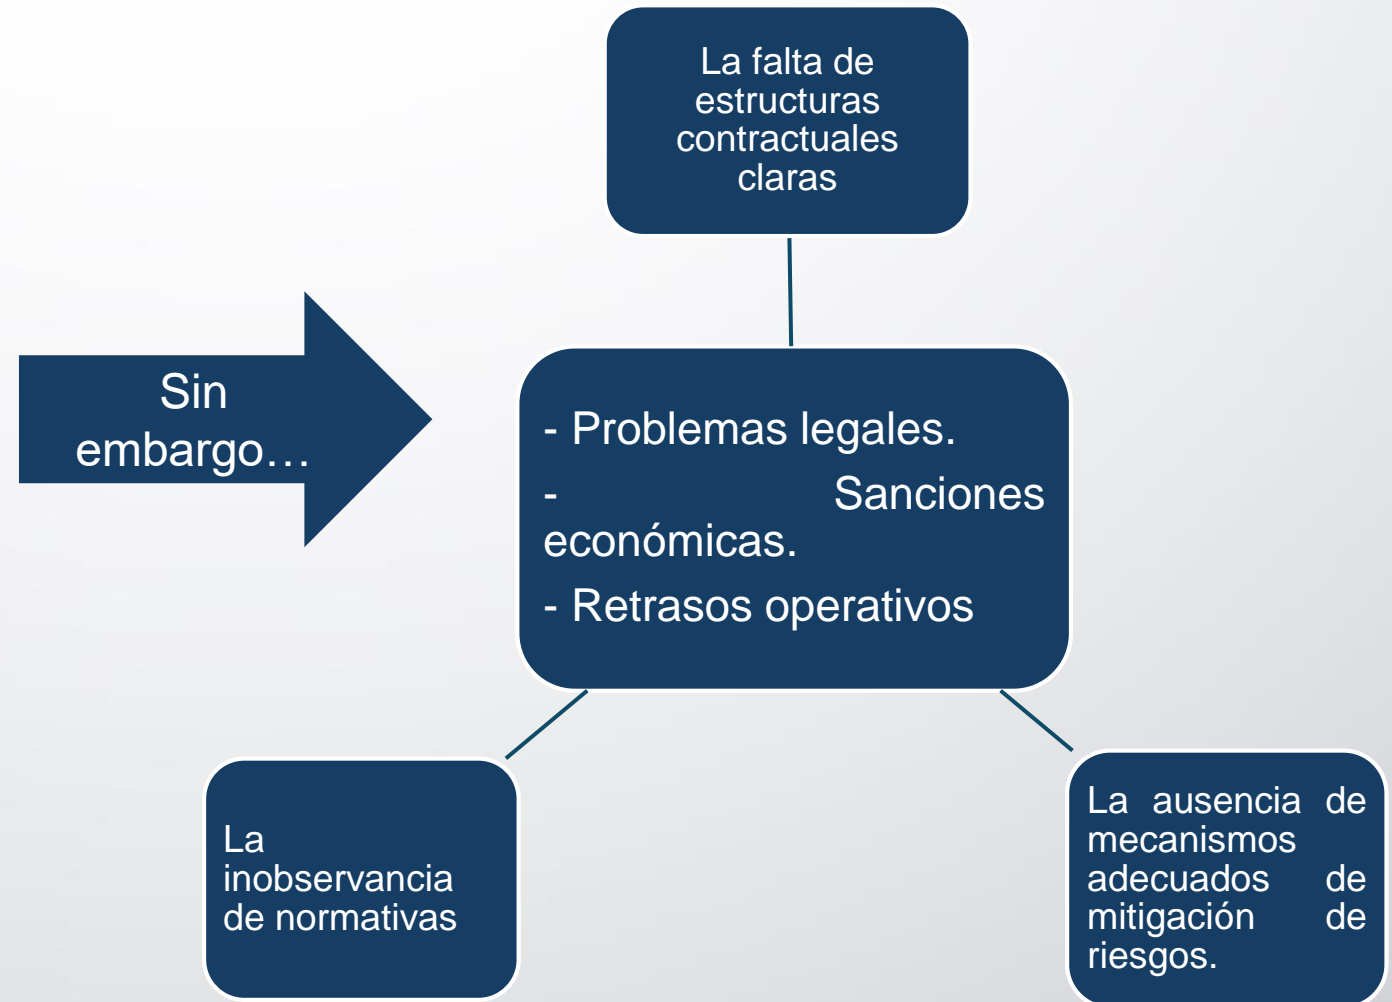 La falta de
estructuras
contractuales
claras
Sin
embargo…
- Problemas legales.
- Sanciones
económicas.
- Retrasos operativos
La
inobservancia
de normativas
La ausencia de
mecanismos
adecuados de
mitigación de
riesgos.